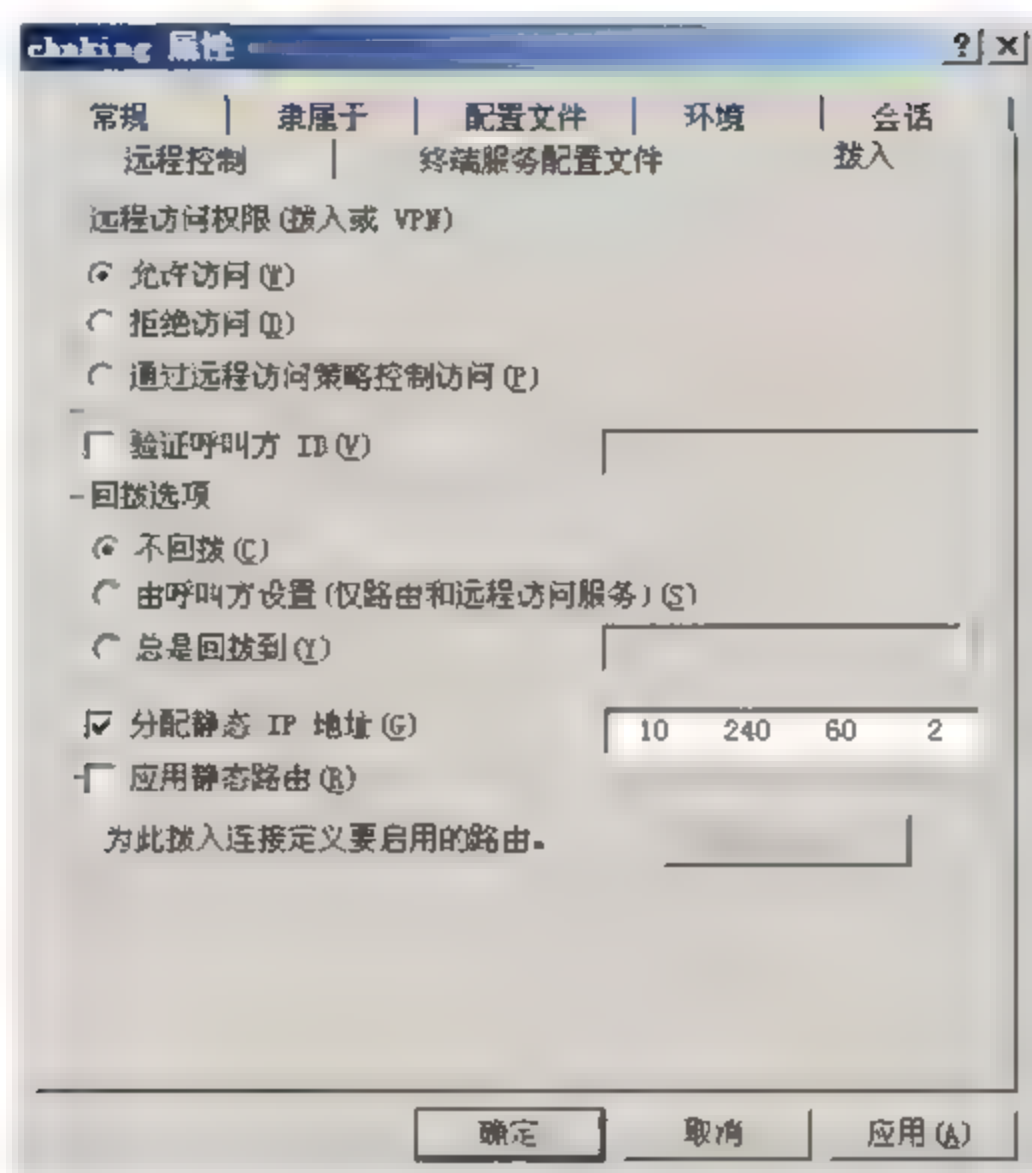 chnking 属性
常规 隶属于 配置文件 环境 会话
远程控制 终端服务配置文件 拨入
远程访问权限(拨入或 VPN)
允许访问(W)
拒绝访问(D)
通过远程访问策略控制访问(P)
验证呼叫方 ID(V)
回拨选项
不回拨(C)
由呼叫方设置(仅路由和远程访问服务)(S)
总是回拨到(Y)
分配静态 IP 地址(G) 10 240 60 2
应用静态路由(R)
为此拨入连接定义要启用的路由。
确定 取消 应用(A)